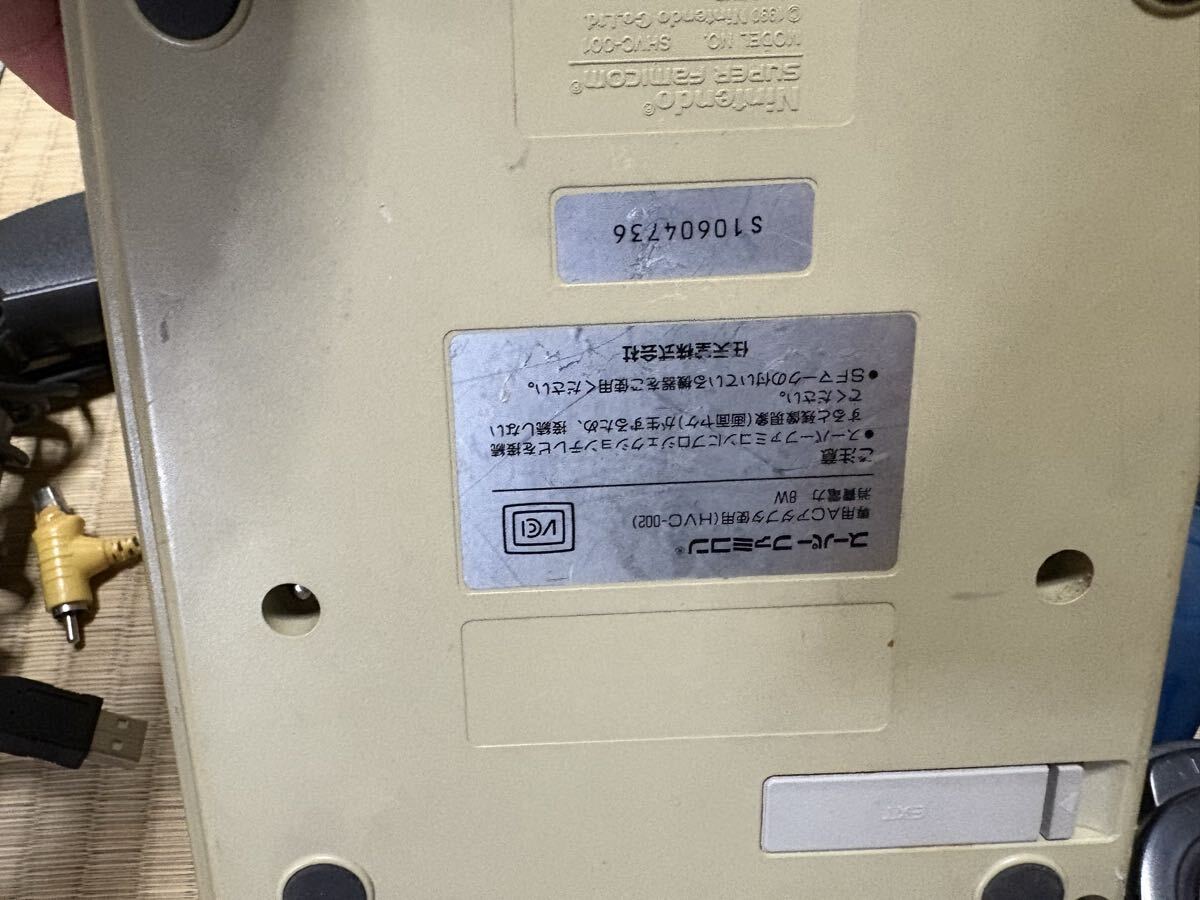 スーパーファミコン®
専用ACアダプタ使用(HVC-002)
消費電力 8W
VCI
ご注意
●スーパーファミコンにプロジェクションテレビを接続
すると残像現象(画面ヤケ)が生ずるため、接続しない
でください。
●SFマークの付いている機器をご使用ください。
任天堂株式会社
S10604736
Nintendo®
SUPER FAMICOM©
MODEL NO. SHVC-001
©1990 Nintendo Co.,Ltd.
EXT